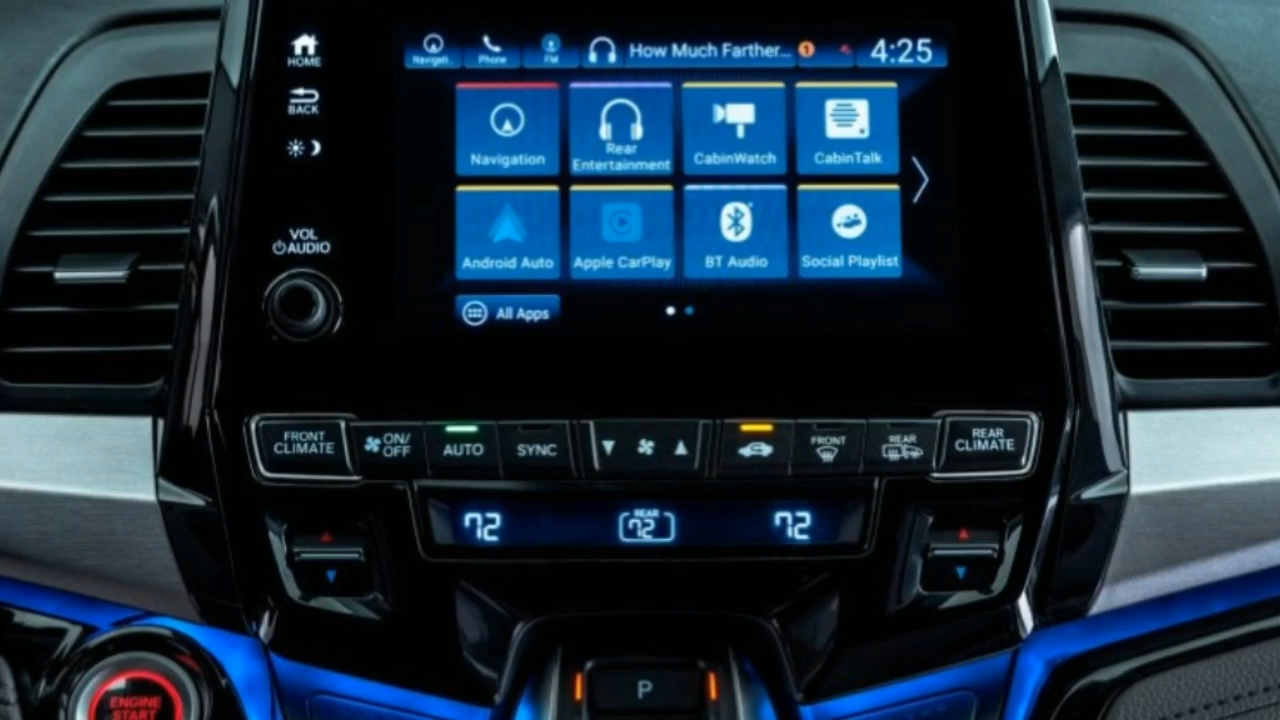 HOME
BACK
VOL
AUDIO
Navigati..
Phone
FM
How Much Farther...
1
4:25
Navigation
Rear
Entertainment
CabinWatch
CabinTalk
Android Auto
Apple CarPlay
BT Audio
Social Playlist
All Apps
FRONT
CLIMATE
ON/
OFF
AUTO
SYNC
FRONT
REAR
REAR
CLIMATE
72
REAR
72
72
P
ENGINE
START